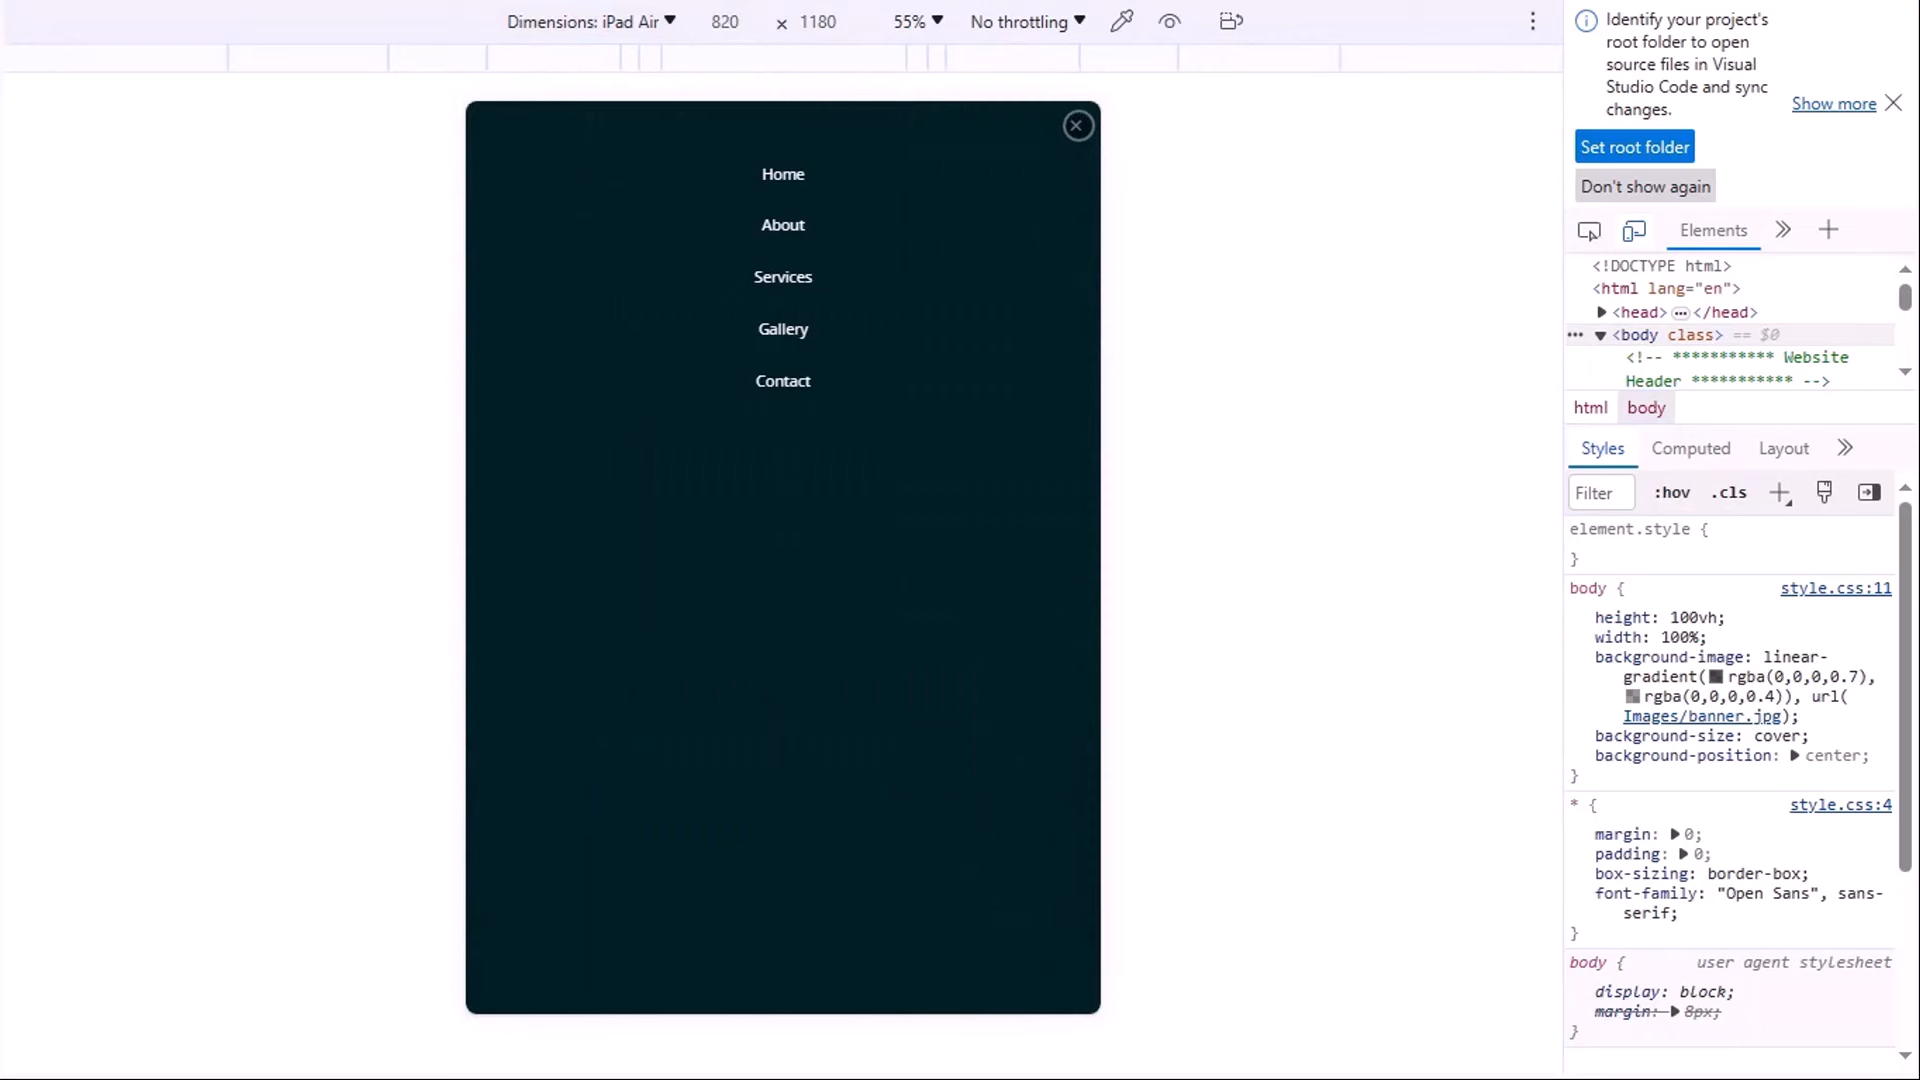 Dimensions: iPad Air 820 × 1180 55% No throttling
Identify your project's
root folder to open
source files in Visual
Studio Code and sync
changes.
Show more
Set root folder
Don't show again
Home
About
Services
Gallery
Contact
Elements
<!DOCTYPE html>
<html lang="en">
<head> ⋯ </head>
⋯ <body class> == $0
<!-- *********** Website
Header *********** -->
html body
Styles Computed Layout
Filter :hov .cls
element.style {
}
body { style.css:11
height: 100vh;
width: 100%;
background-image: linear-
gradient( rgba(0,0,0,0.7),
rgba(0,0,0,0.4)), url(
Images/banner.jpg);
background-size: cover;
background-position: center;
}
* { style.css:4
margin: 0;
padding: 0;
box-sizing: border-box;
font-family: "Open Sans", sans-
serif;
}
body { user agent stylesheet
display: block;
margin: 8px;
}